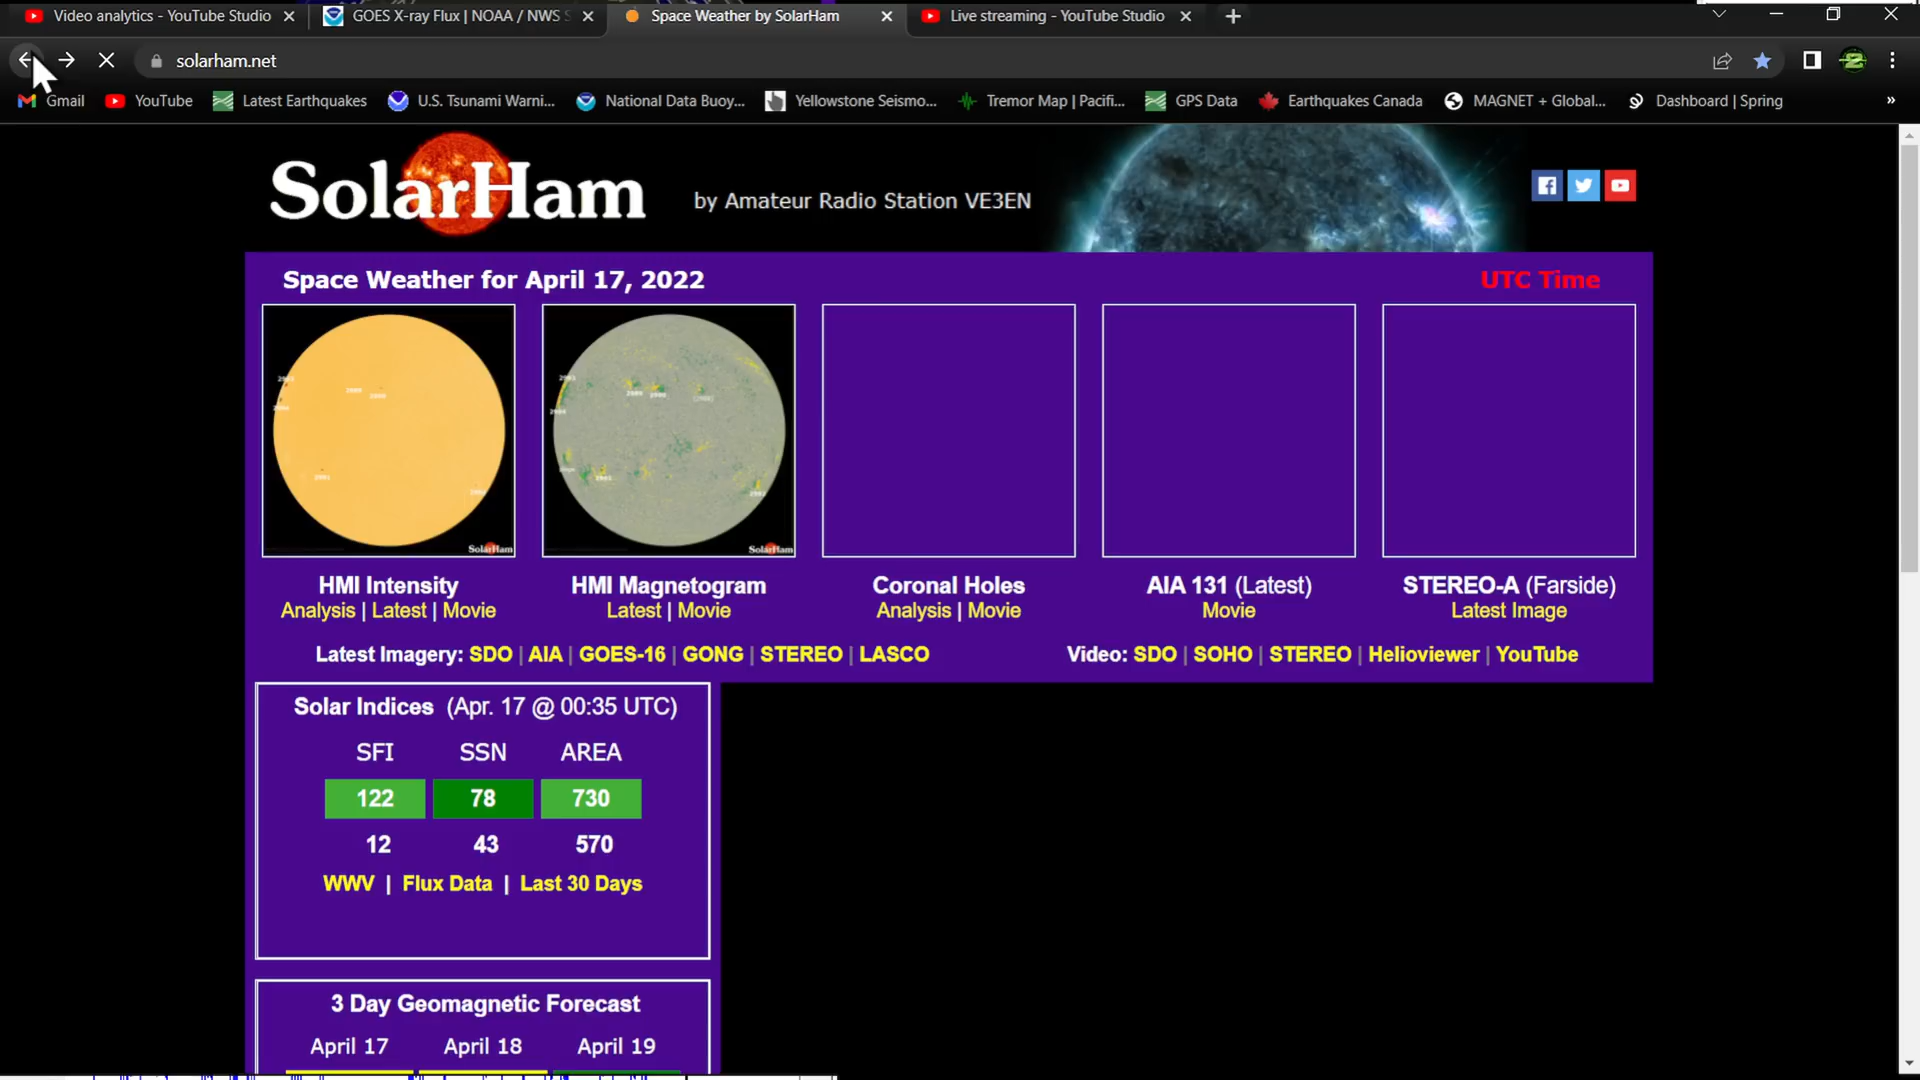 Video analytics - YouTube Studio
GOES X-ray Flux | NOAA / NWS S
Space Weather by SolarHam
Live streaming - YouTube Studio
solarham.net
Gmail
YouTube
Latest Earthquakes
U.S. Tsunami Warni...
National Data Buoy...
Yellowstone Seismo...
Tremor Map | Pacifi...
GPS Data
Earthquakes Canada
MAGNET + Global...
Dashboard | Spring
»
SolarHam
by Amateur Radio Station VE3EN
Space Weather for April 17, 2022
UTC Time
SolarHam
SolarHam
HMI Intensity
Analysis | Latest | Movie
HMI Magnetogram
Latest | Movie
Coronal Holes
Analysis | Movie
AIA 131 (Latest)
Movie
STEREO-A (Farside)
Latest Image
Latest Imagery: SDO | AIA | GOES-16 | GONG | STEREO | LASCO
Video: SDO | SOHO | STEREO | Helioviewer | YouTube
Solar Indices (Apr. 17 @ 00:35 UTC)
SFI SSN AREA
122 78 730
12 43 570
WWV | Flux Data | Last 30 Days
3 Day Geomagnetic Forecast
April 17 April 18 April 19